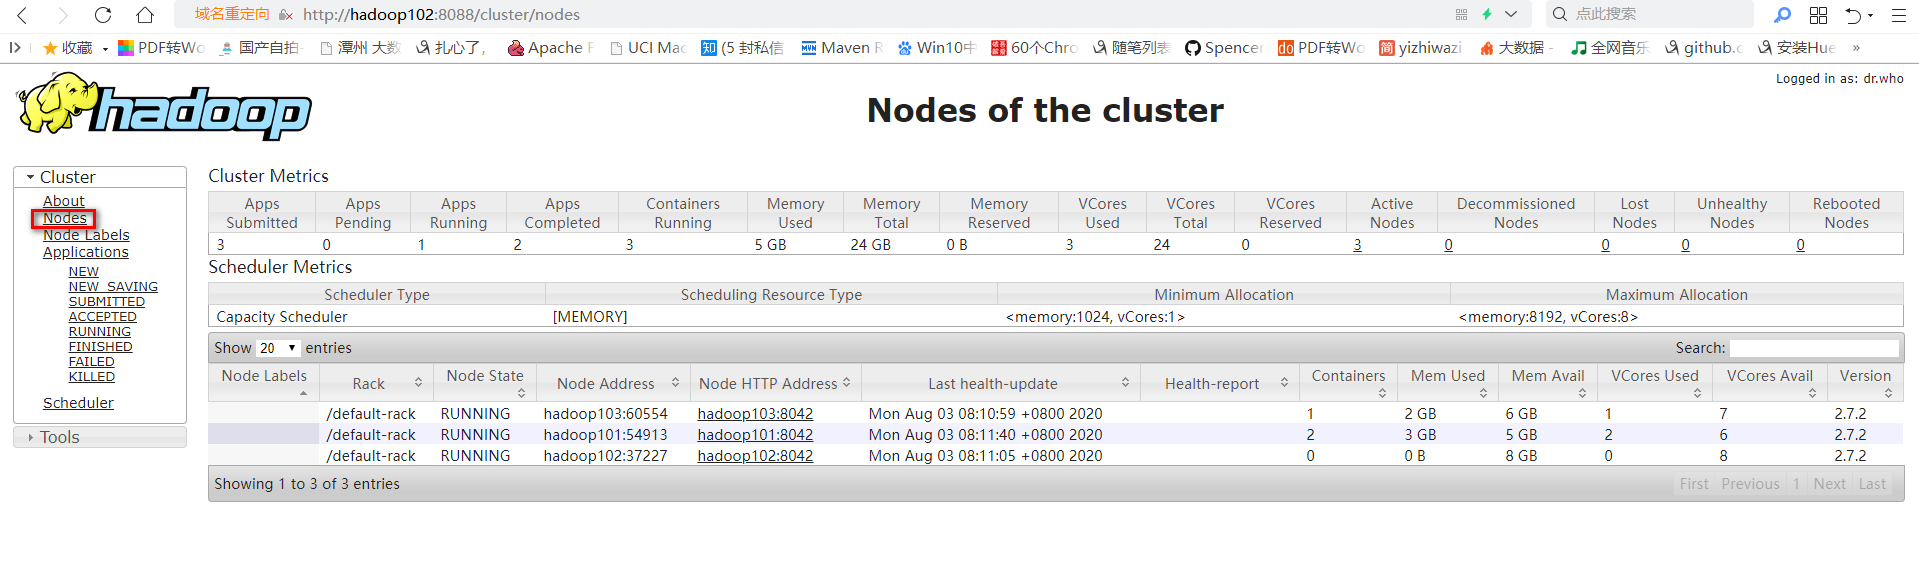 域名重定向 http://hadoop102:8088/cluster/nodes 点此搜索
收藏 PDF转Wo 国产自拍- 潭州 大数 扎心了, Apache F UCI Mac (5 封私信 Maven R Win10中 60个Chro 随笔列表 Spencer PDF转Wo yizhiwazi 大数据 - 全网音乐 github.c 安装Hue »
Logged in as: dr.who
hadoop
Nodes of the cluster
Cluster
About
Nodes
Node Labels
Applications
NEW
NEW_SAVING
SUBMITTED
ACCEPTED
RUNNING
FINISHED
FAILED
KILLED
Scheduler
Tools
Cluster Metrics
Apps Submitted Apps Pending Apps Running Apps Completed Containers Running Memory Used Memory Total Memory Reserved VCores Used VCores Total VCores Reserved Active Nodes Decommissioned Nodes Lost Nodes Unhealthy Nodes Rebooted Nodes
3 0 1 2 3 5 GB 24 GB 0 B 3 24 0 3 0 0 0 0
Scheduler Metrics
Scheduler Type Scheduling Resource Type Minimum Allocation Maximum Allocation
Capacity Scheduler [MEMORY] <memory:1024, vCores:1> <memory:8192, vCores:8>
Show 20 entries Search:
Node Labels Rack Node State Node Address Node HTTP Address Last health-update Health-report Containers Mem Used Mem Avail VCores Used VCores Avail Version
/default-rack RUNNING hadoop103:60554 hadoop103:8042 Mon Aug 03 08:10:59 +0800 2020 1 2 GB 6 GB 1 7 2.7.2
/default-rack RUNNING hadoop101:54913 hadoop101:8042 Mon Aug 03 08:11:40 +0800 2020 2 3 GB 5 GB 2 6 2.7.2
/default-rack RUNNING hadoop102:37227 hadoop102:8042 Mon Aug 03 08:11:05 +0800 2020 0 0 B 8 GB 0 8 2.7.2
Showing 1 to 3 of 3 entries First Previous 1 Next Last